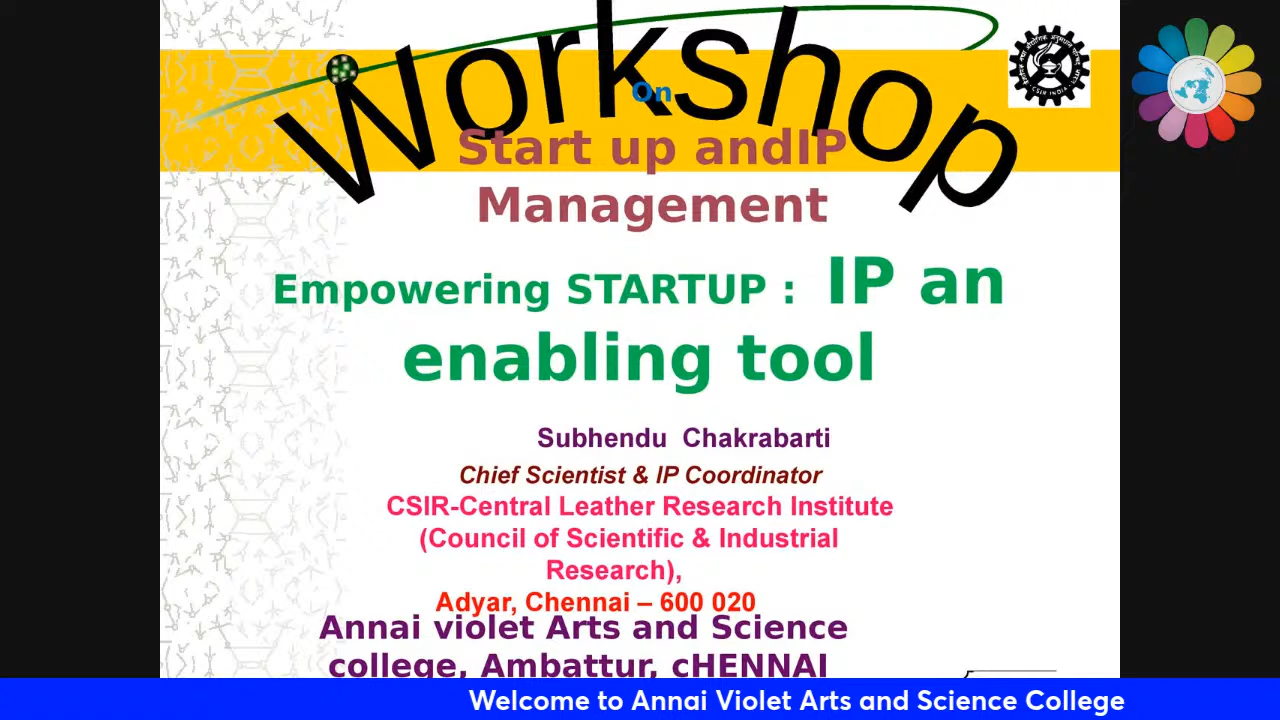 Workshop
On
Start up andIP
Management
Empowering STARTUP : IP an
enabling tool
Subhendu Chakrabarti
Chief Scientist & IP Coordinator
CSIR-Central Leather Research Institute
(Council of Scientific & Industrial
Research),
Adyar, Chennai – 600 020
Annai violet Arts and Science
college, Ambattur, cHENNAI
Welcome to Annai Violet Arts and Science College
CSIR INDIA